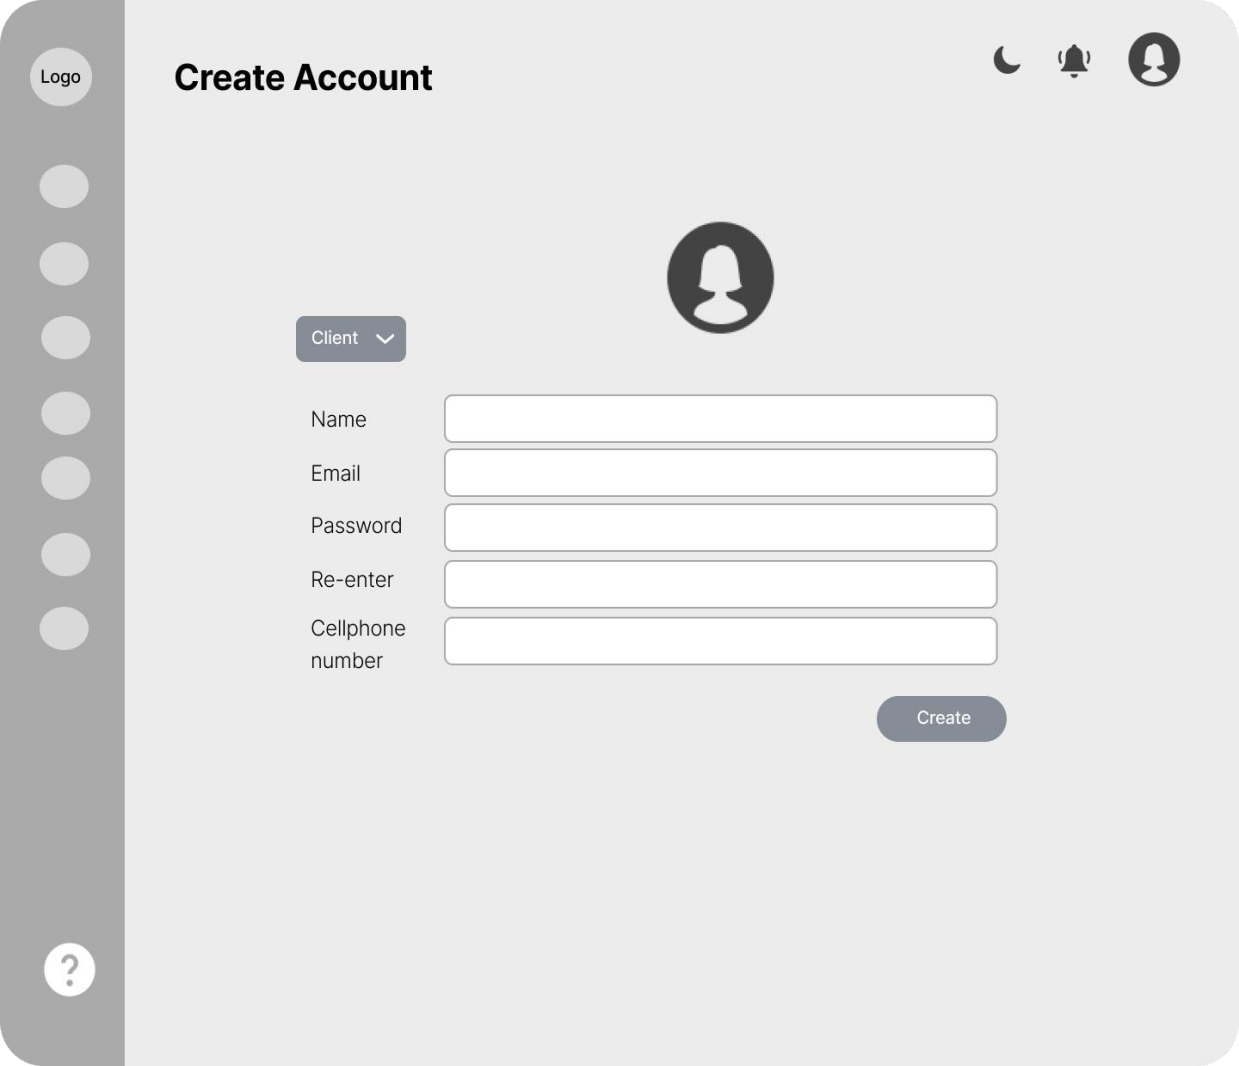 Logo
Create Account
Client
Name
Email
Password
Re-enter
Cellphone
number
Create
?